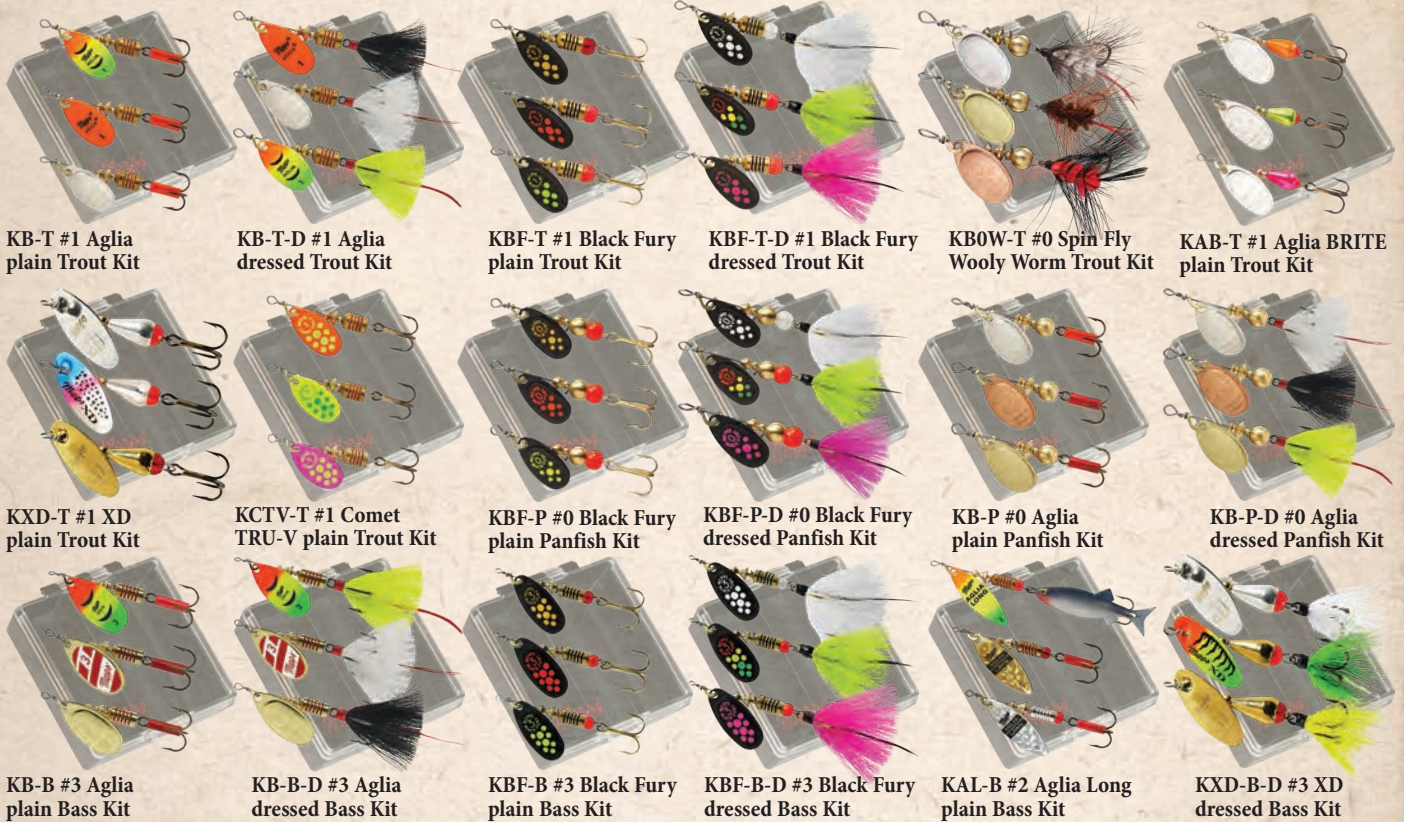 KB-T #1 Aglia
plain Trout Kit
KB-T-D #1 Aglia
dressed Trout Kit
KBF-T #1 Black Fury
plain Trout Kit
KBF-T-D #1 Black Fury
dressed Trout Kit
KB0W-T #0 Spin Fly
Wooly Worm Trout Kit
KAB-T #1 Aglia BRITE
plain Trout Kit
KXD-T #1 XD
plain Trout Kit
KCTV-T #1 Comet
TRU-V plain Trout Kit
KBF-P #0 Black Fury
plain Panfish Kit
KBF-P-D #0 Black Fury
dressed Panfish Kit
KB-P #0 Aglia
plain Panfish Kit
KB-P-D #0 Aglia
dressed Panfish Kit
AGLIA
LONG
KB-B #3 Aglia
plain Bass Kit
KB-B-D #3 Aglia
dressed Bass Kit
KBF-B #3 Black Fury
plain Bass Kit
KBF-B-D #3 Black Fury
dressed Bass Kit
KAL-B #2 Aglia Long
plain Bass Kit
KXD-B-D #3 XD
dressed Bass Kit